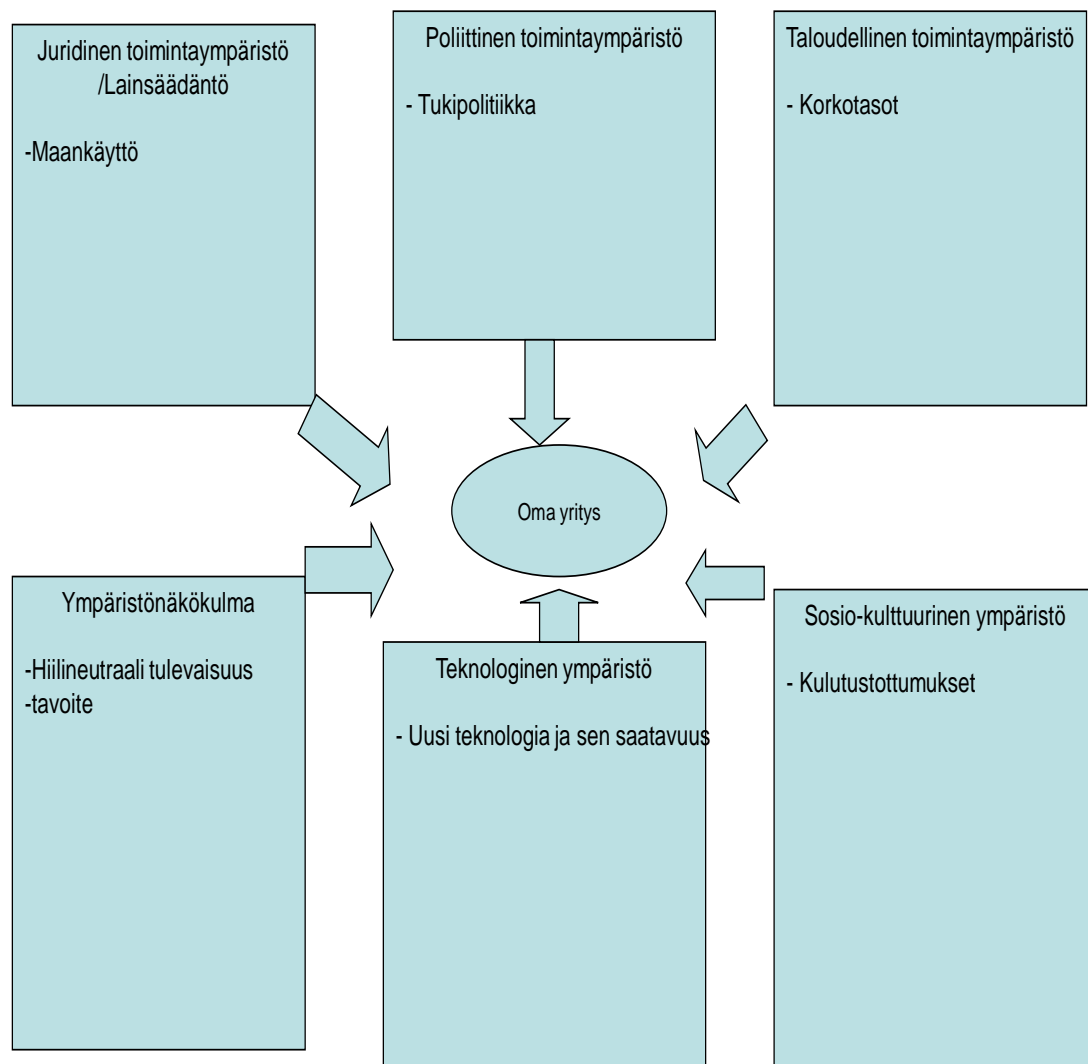 Juridinen toimintaympäristö
/Lainsäädäntö
-Maankäyttö
Poliittinen toimintaympäristö
- Tukipolitiikka
Taloudellinen toimintaympäristö
- Korkotasot
Oma yritys
Ympäristönäkökulma
-Hiilineutraali tulevaisuus
-tavoite
Teknologinen ympäristö
- Uusi teknologia ja sen saatavuus
Sosio-kulttuurinen ympäristö
- Kulutustottumukset